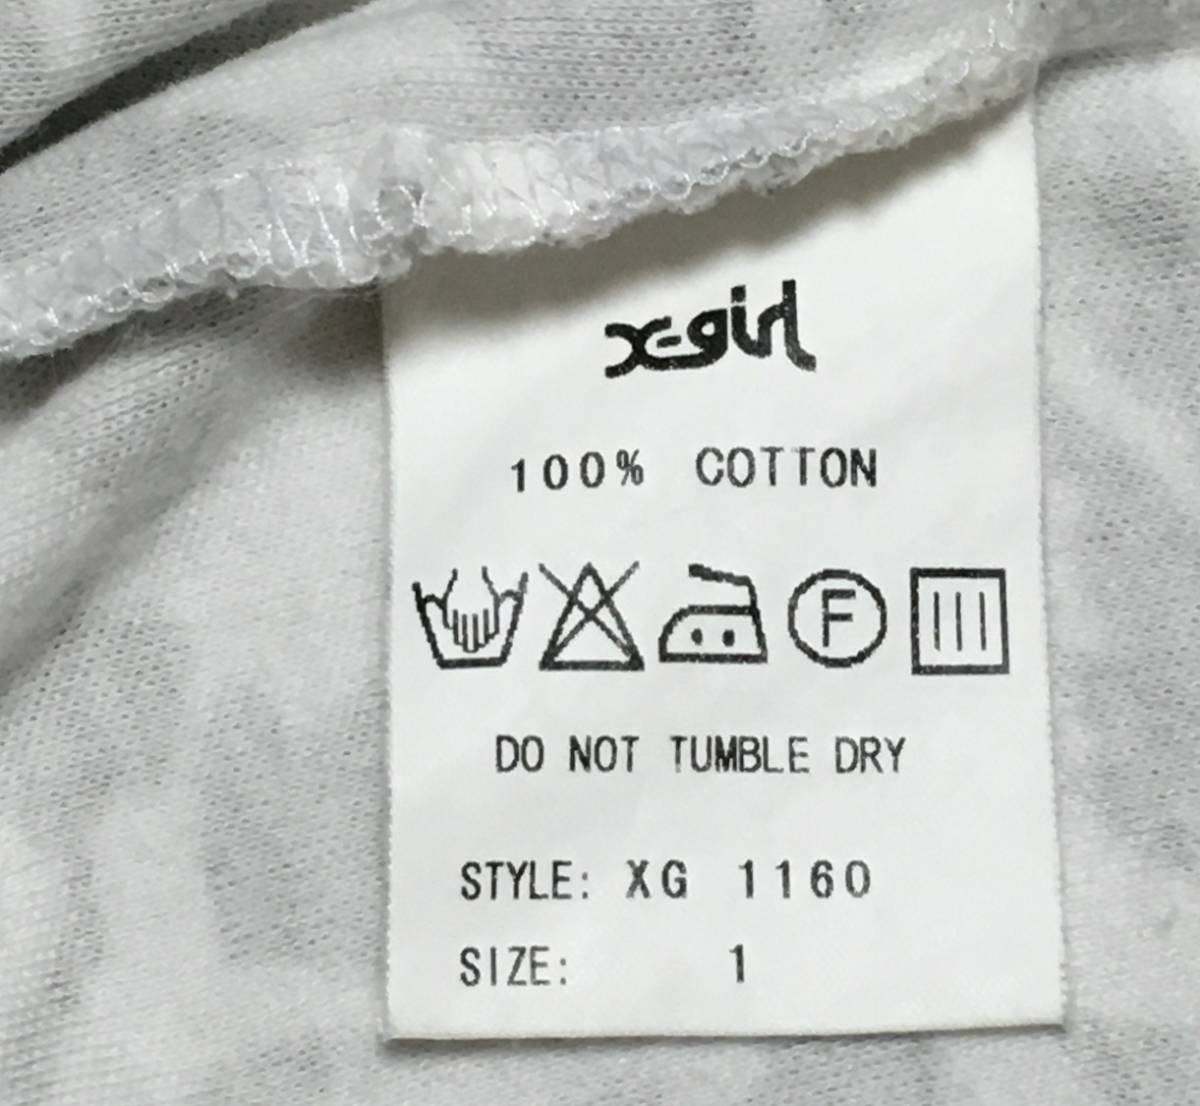 x-girl
100% COTTON
F
DO NOT TUMBLE DRY
STYLE: XG 1160
SIZE: 1